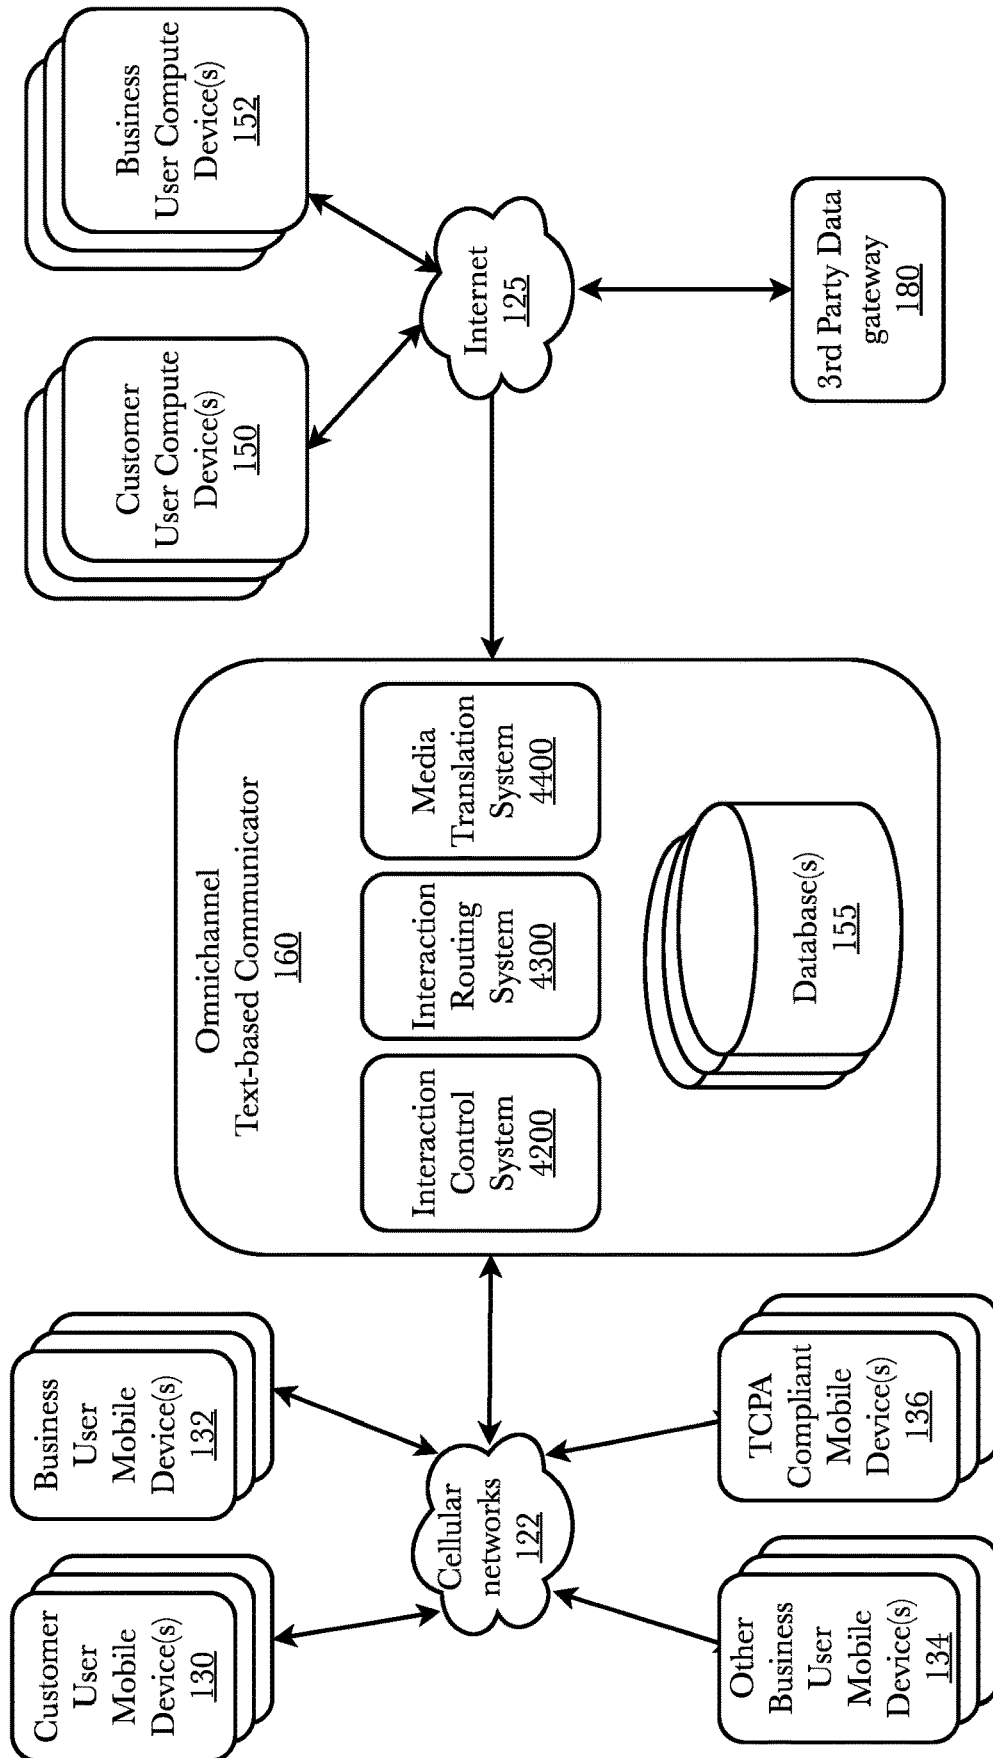 Customer
User
Mobile
Device(s)
130
Business
User
Mobile
Device(s)
132
Omnichannel
Text-based Communicator
160
Customer
User Compute
Device(s)
150
Business
User Compute
Device(s)
152
Cellular
networks
122
Interaction
Control
System
4200
Interaction
Routing
System
4300
Media
Translation
System
4400
Internet
125
Other
Business
User
Mobile
Device(s)
134
TCPA
Compliant
Mobile
Device(s)
136
Database(s)
155
3rd Party Data
gateway
180